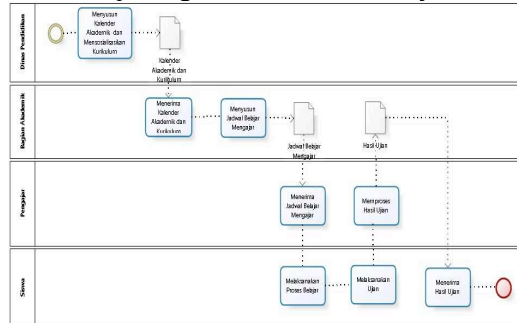 Dinas Pendidikan
Menyusun
Kalender
Akademik dan
Mensosialisasikan
Kurikulum
Kalender
Akademik dan
Kurikulum
Bagian Akademik
Menerima
Kalender
Akademik dan
Kurikulum
Menyusun
Jadwal Belajar
Mengajar
Jadwal Belajar
Mengajar
Hasil Ujian
Pengajar
Menerima
Jadwal Belajar
Mengajar
Memproses
Hasil Ujian
Siswa
Melaksanakan
Proses Belajar
Melaksanakan
Ujian
Menerima
Hasil Ujian